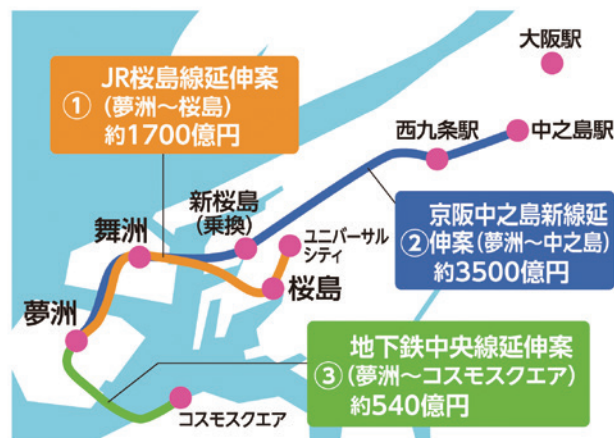 大阪駅
① JR桜島線延伸案
(夢洲〜桜島)
約1700億円
西九条駅
中之島駅
新桜島
(乗換)
ユニバーサル
シティ
舞洲
桜島
② 京阪中之島新線延
伸案(夢洲〜中之島)
約3500億円
夢洲
③ 地下鉄中央線延伸案
(夢洲〜コスモスクエア)
約540億円
コスモスクエア